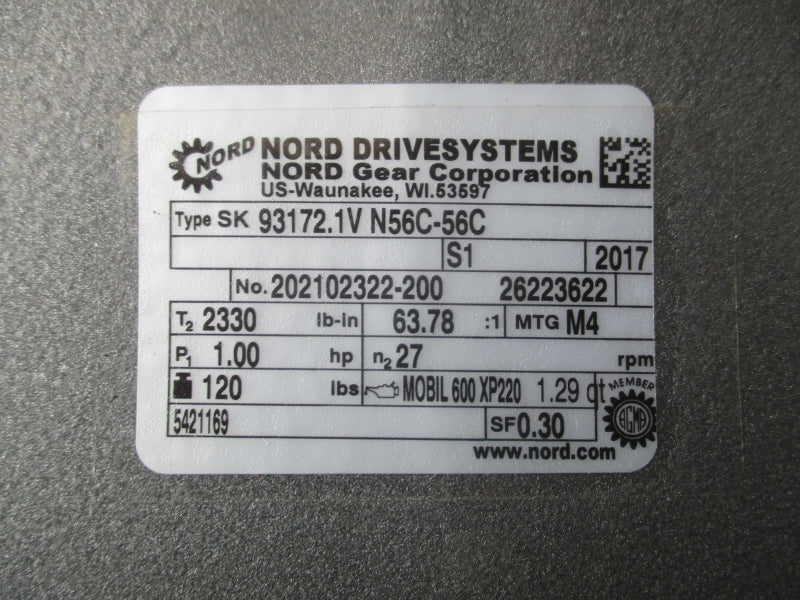 NORD
NORD DRIVESYSTEMS
NORD Gear Corporation
US-Waunakee, WI.53597
Type SK 93172.1V N56C-56C
S1 2017
No. 202102322-200 26223622
T2 2330 lb-in 63.78 :1 MTG M4
P1 1.00 hp n2 27 rpm
120 lbs MOBIL 600 XP220 1.29 qt
MEMBER
AGMA
5421169 SF 0.30
www.nord.com